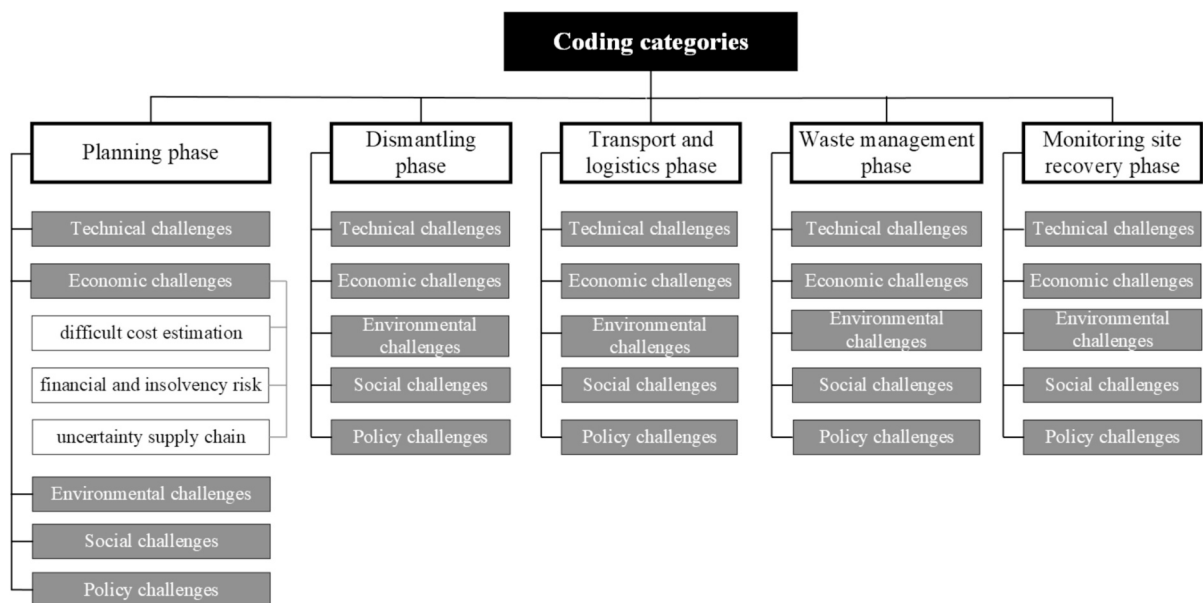 Coding categories
Planning phase
Technical challenges
Economic challenges
difficult cost estimation
financial and insolvency risk
uncertainty supply chain
Environmental challenges
Social challenges
Policy challenges
Dismantling
phase
Technical challenges
Economic challenges
Environmental
challenges
Social challenges
Policy challenges
Transport and
logistics phase
Technical challenges
Economic challenges
Environmental
challenges
Social challenges
Policy challenges
Waste management
phase
Technical challenges
Economic challenges
Environmental
challenges
Social challenges
Policy challenges
Monitoring site
recovery phase
Technical challenges
Economic challenges
Environmental
challenges
Social challenges
Policy challenges